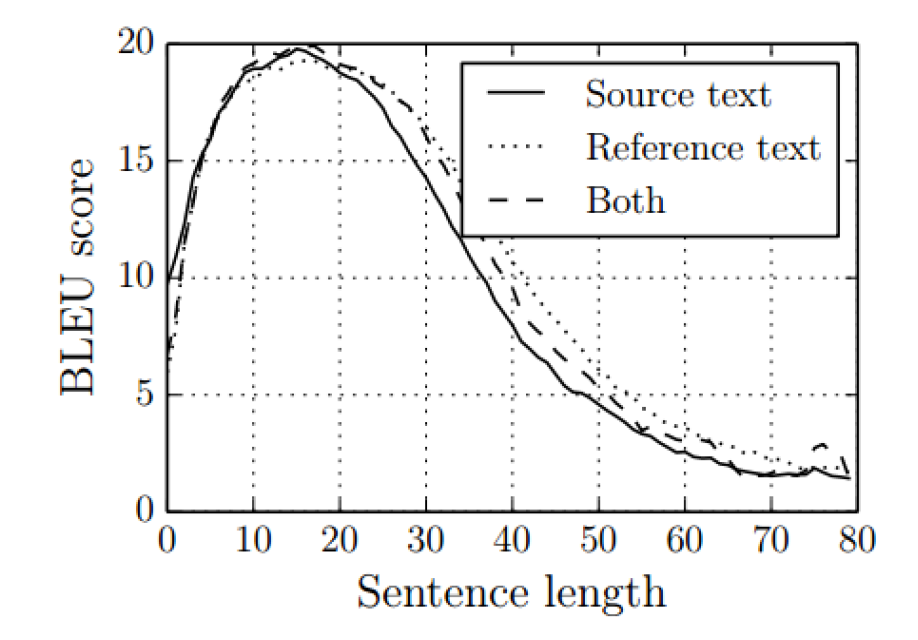 20
15
10
5
0
BLEU score
Source text
Reference text
Both
0 10 20 30 40 50 60 70 80
Sentence length